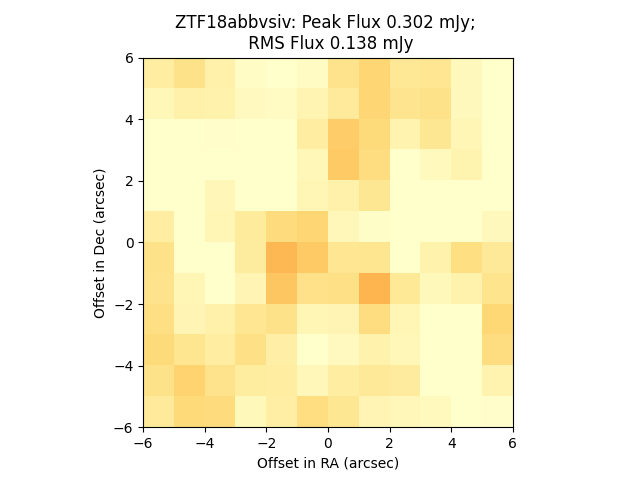 ZTF18abbvsiv: Peak Flux 0.302 mJy;
RMS Flux 0.138 mJy
6
4
2
0
−2
−4
−6
Offset in Dec (arcsec)
−6 −4 −2 0 2 4 6
Offset in RA (arcsec)